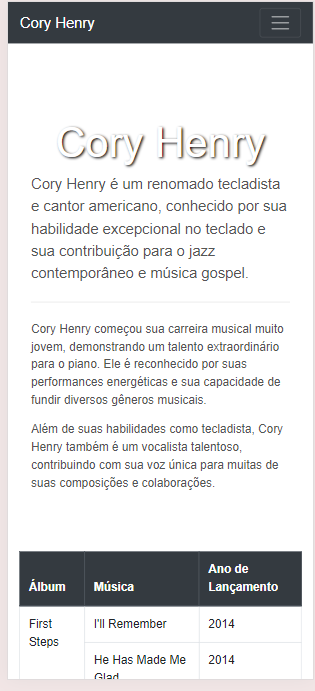 Cory Henry
Cory Henry
Cory Henry é um renomado tecladista
e cantor americano, conhecido por sua
habilidade excepcional no teclado e
sua contribuição para o jazz
contemporâneo e música gospel.
Cory Henry começou sua carreira musical muito
jovem, demonstrando um talento extraordinário
para o piano. Ele é reconhecido por suas
performances energéticas e sua capacidade de
fundir diversos gêneros musicais.
Além de suas habilidades como tecladista, Cory
Henry também é um vocalista talentoso,
contribuindo com sua voz única para muitas de
suas composições e colaborações.
Álbum Música Ano de
Lançamento
First I'll Remember 2014
Steps
He Has Made Me 2014
Glad